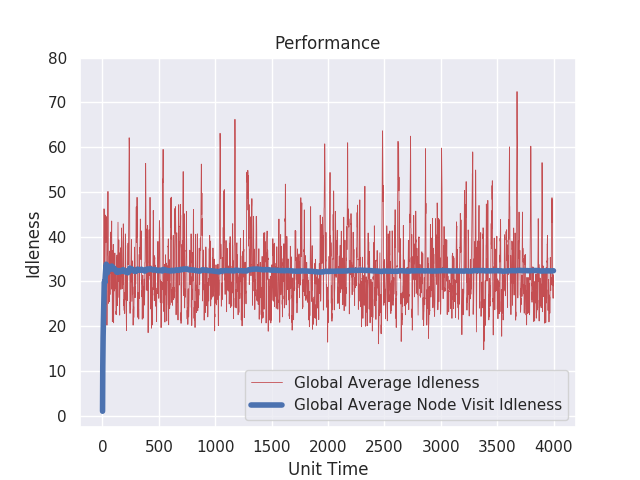 Performance
80
70
60
50
40
30
20
10
0
Idleness
Global Average Idleness
Global Average Node Visit Idleness
0 500 1000 1500 2000 2500 3000 3500 4000
Unit Time